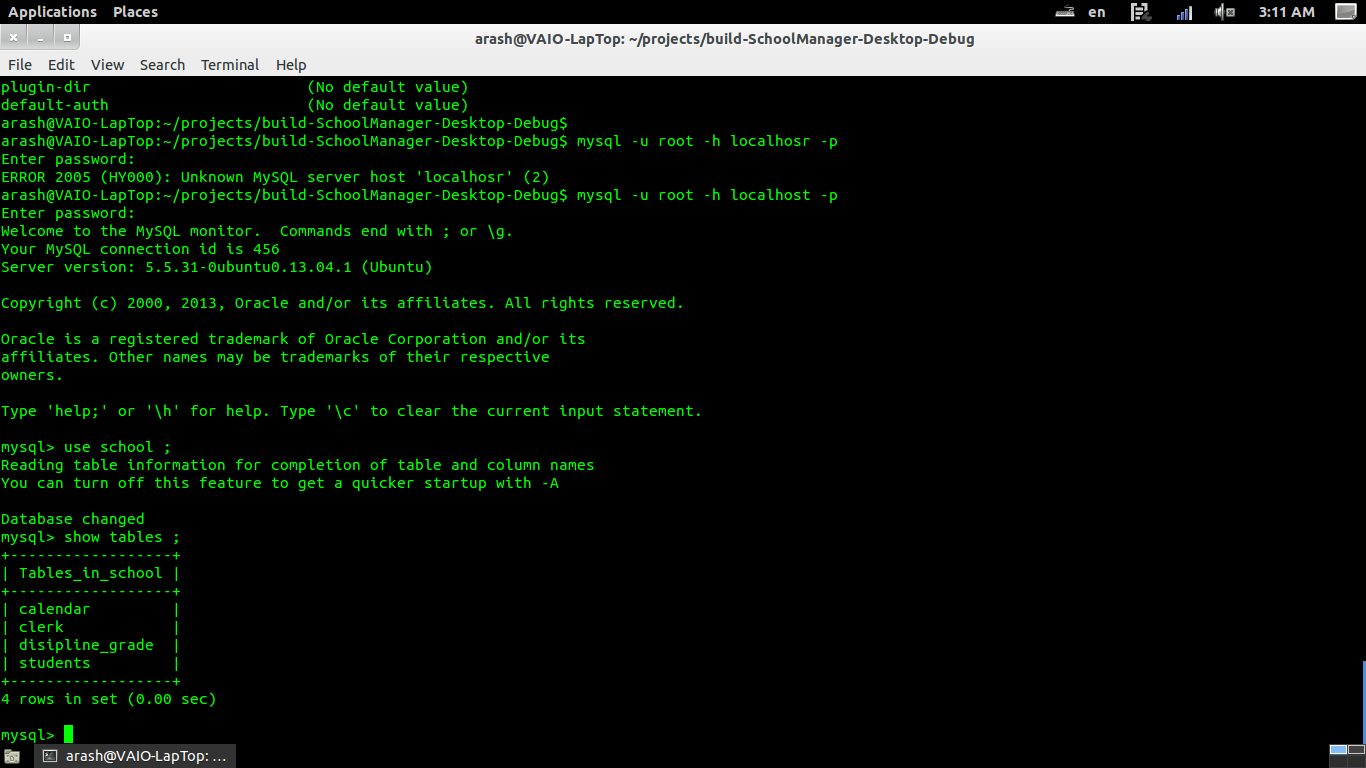 Applications Places en 3:11 AM
arash@VAIO-LapTop: ~/projects/build-SchoolManager-Desktop-Debug
File Edit View Search Terminal Help
plugin-dir                        (No default value)
default-auth                      (No default value)
arash@VAIO-LapTop:~/projects/build-SchoolManager-Desktop-Debug$
arash@VAIO-LapTop:~/projects/build-SchoolManager-Desktop-Debug$ mysql -u root -h localhosr -p
Enter password:
ERROR 2005 (HY000): Unknown MySQL server host 'localhosr' (2)
arash@VAIO-LapTop:~/projects/build-SchoolManager-Desktop-Debug$ mysql -u root -h localhost -p
Enter password:
Welcome to the MySQL monitor.  Commands end with ; or \g.
Your MySQL connection id is 456
Server version: 5.5.31-0ubuntu0.13.04.1 (Ubuntu)
Copyright (c) 2000, 2013, Oracle and/or its affiliates. All rights reserved.
Oracle is a registered trademark of Oracle Corporation and/or its
affiliates. Other names may be trademarks of their respective
owners.
Type 'help;' or '\h' for help. Type '\c' to clear the current input statement.
mysql> use school ;
Reading table information for completion of table and column names
You can turn off this feature to get a quicker startup with -A
Database changed
mysql> show tables ;
+------------------+
| Tables_in_school |
+------------------+
| calendar         |
| clerk            |
| disipline_grade  |
| students         |
+------------------+
4 rows in set (0.00 sec)
mysql>
arash@VAIO-LapTop: ...